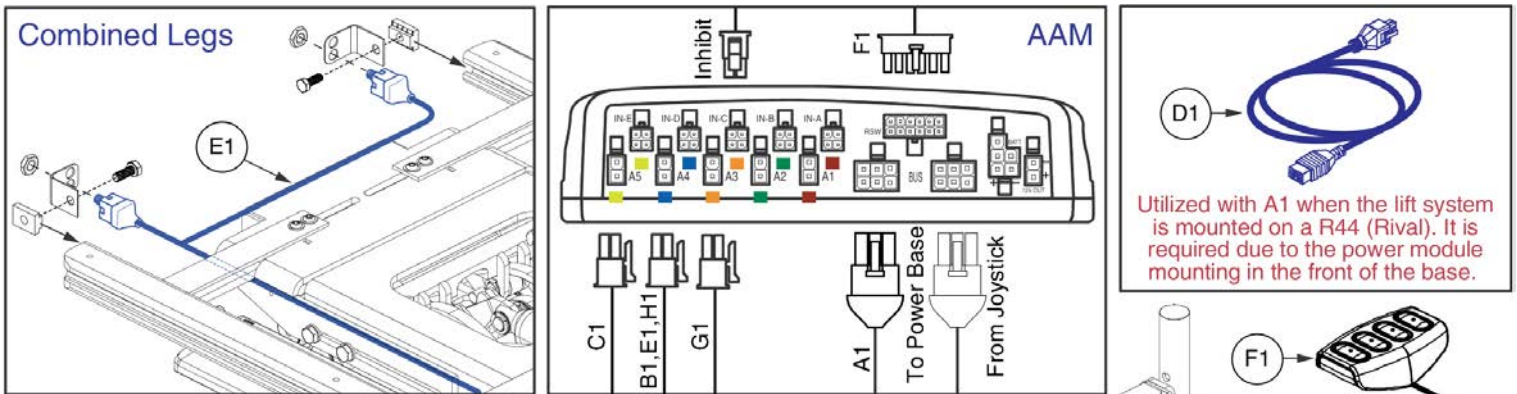 Combined Legs
E1
AAM
Inhibit
F1
IN-E
IN-D
IN-C
IN-B
IN-A
RSW
BATT
A5
A4
A3
A2
A1
BUS
12V OUT
C1
B1,E1,H1
G1
A1
To Power Base
From Joystick
D1
Utilized with A1 when the lift system
is mounted on a R44 (Rival). It is
required due to the power module
mounting in the front of the base.
F1